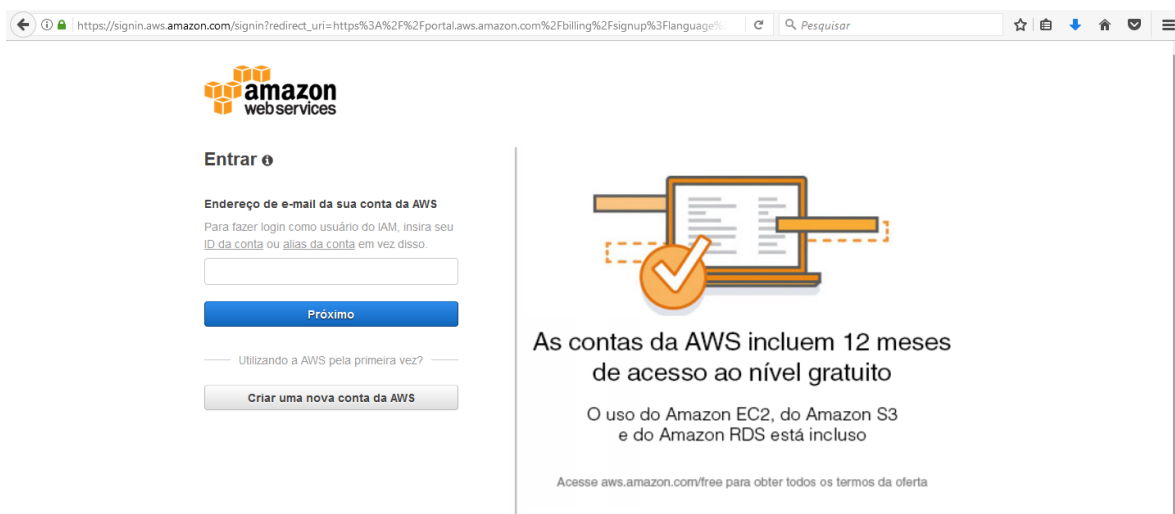 https://signin.aws.amazon.com/signin?redirect_uri=https%3A%2F%2Fportal.aws.amazon.com%2Fbilling%2Fsignup%3Flanguage%
Pesquisar
amazon
webservices
Entrar
Endereço de e-mail da sua conta da AWS
Para fazer login como usuário do IAM, insira seu
ID da conta ou alias da conta em vez disso.
Próximo
Utilizando a AWS pela primeira vez?
Criar uma nova conta da AWS
As contas da AWS incluem 12 meses
de acesso ao nível gratuito
O uso do Amazon EC2, do Amazon S3
e do Amazon RDS está incluso
Acesse aws.amazon.com/free para obter todos os termos da oferta